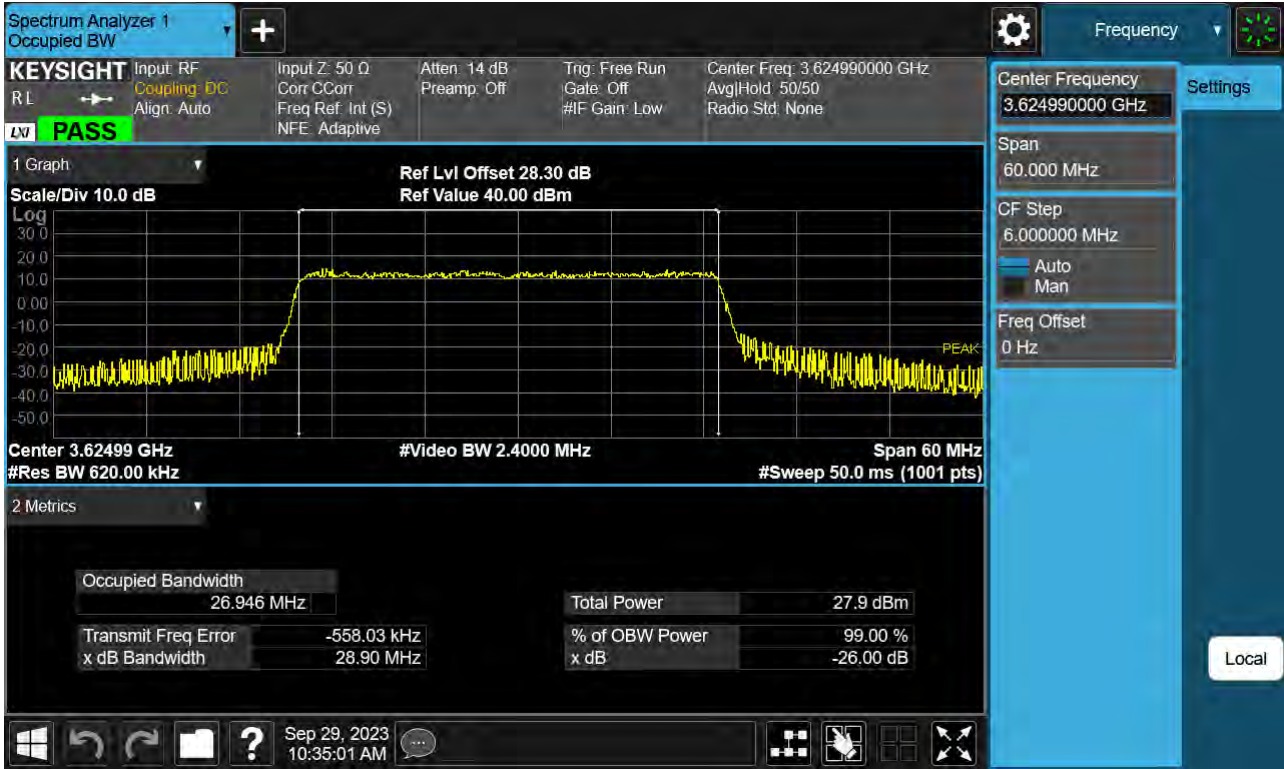 Spectrum Analyzer 1
Occupied BW
Frequency
KEYSIGHT
RL
LXI PASS
Input: RF
Coupling: DC
Align: Auto
Input Z: 50 Ω
Corr CCorr
Freq Ref: Int (S)
NFE: Adaptive
Atten: 14 dB
Preamp: Off
Trig: Free Run
Gate: Off
#IF Gain: Low
Center Freq: 3.624990000 GHz
Avg|Hold: 50/50
Radio Std: None
1 Graph
Scale/Div 10.0 dB
Ref Lvl Offset 28.30 dB
Ref Value 40.00 dBm
Log
30.0
20.0
10.0
0.00
-10.0
-20.0
-30.0
-40.0
-50.0
PEAK
Center 3.62499 GHz
#Video BW 2.4000 MHz
Span 60 MHz
#Res BW 620.00 kHz
#Sweep 50.0 ms (1001 pts)
2 Metrics
Occupied Bandwidth
26.946 MHz
Total Power 27.9 dBm
Transmit Freq Error -558.03 kHz
% of OBW Power 99.00 %
x dB Bandwidth 28.90 MHz
x dB -26.00 dB
Center Frequency
3.624990000 GHz
Settings
Span
60.000 MHz
CF Step
6.000000 MHz
Auto
Man
Freq Offset
0 Hz
Local
?
Sep 29, 2023
10:35:01 AM